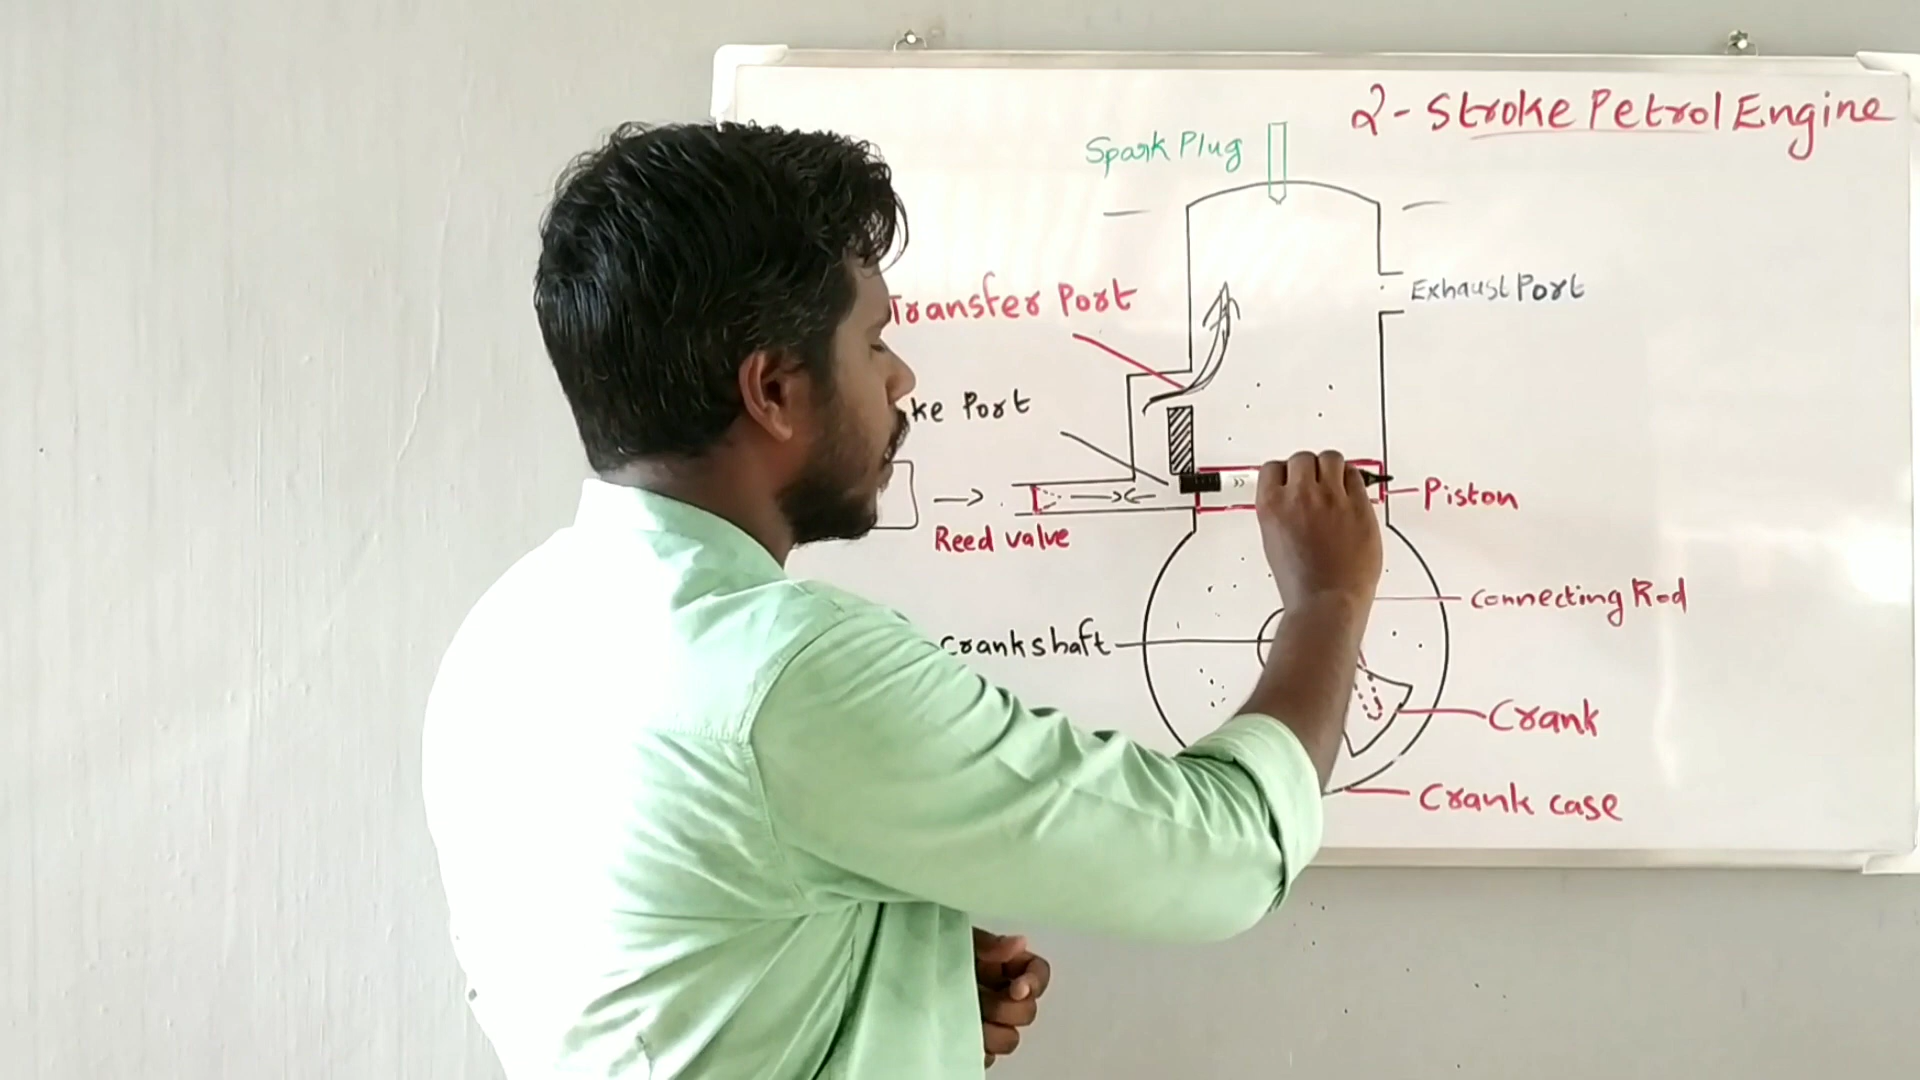 2-Stroke Petrol Engine
Spark Plug
Exhaust Port
Transfer Port
ke Port
Piston
Reed valve
Connecting Rod
Crankshaft
Crank
Crank case